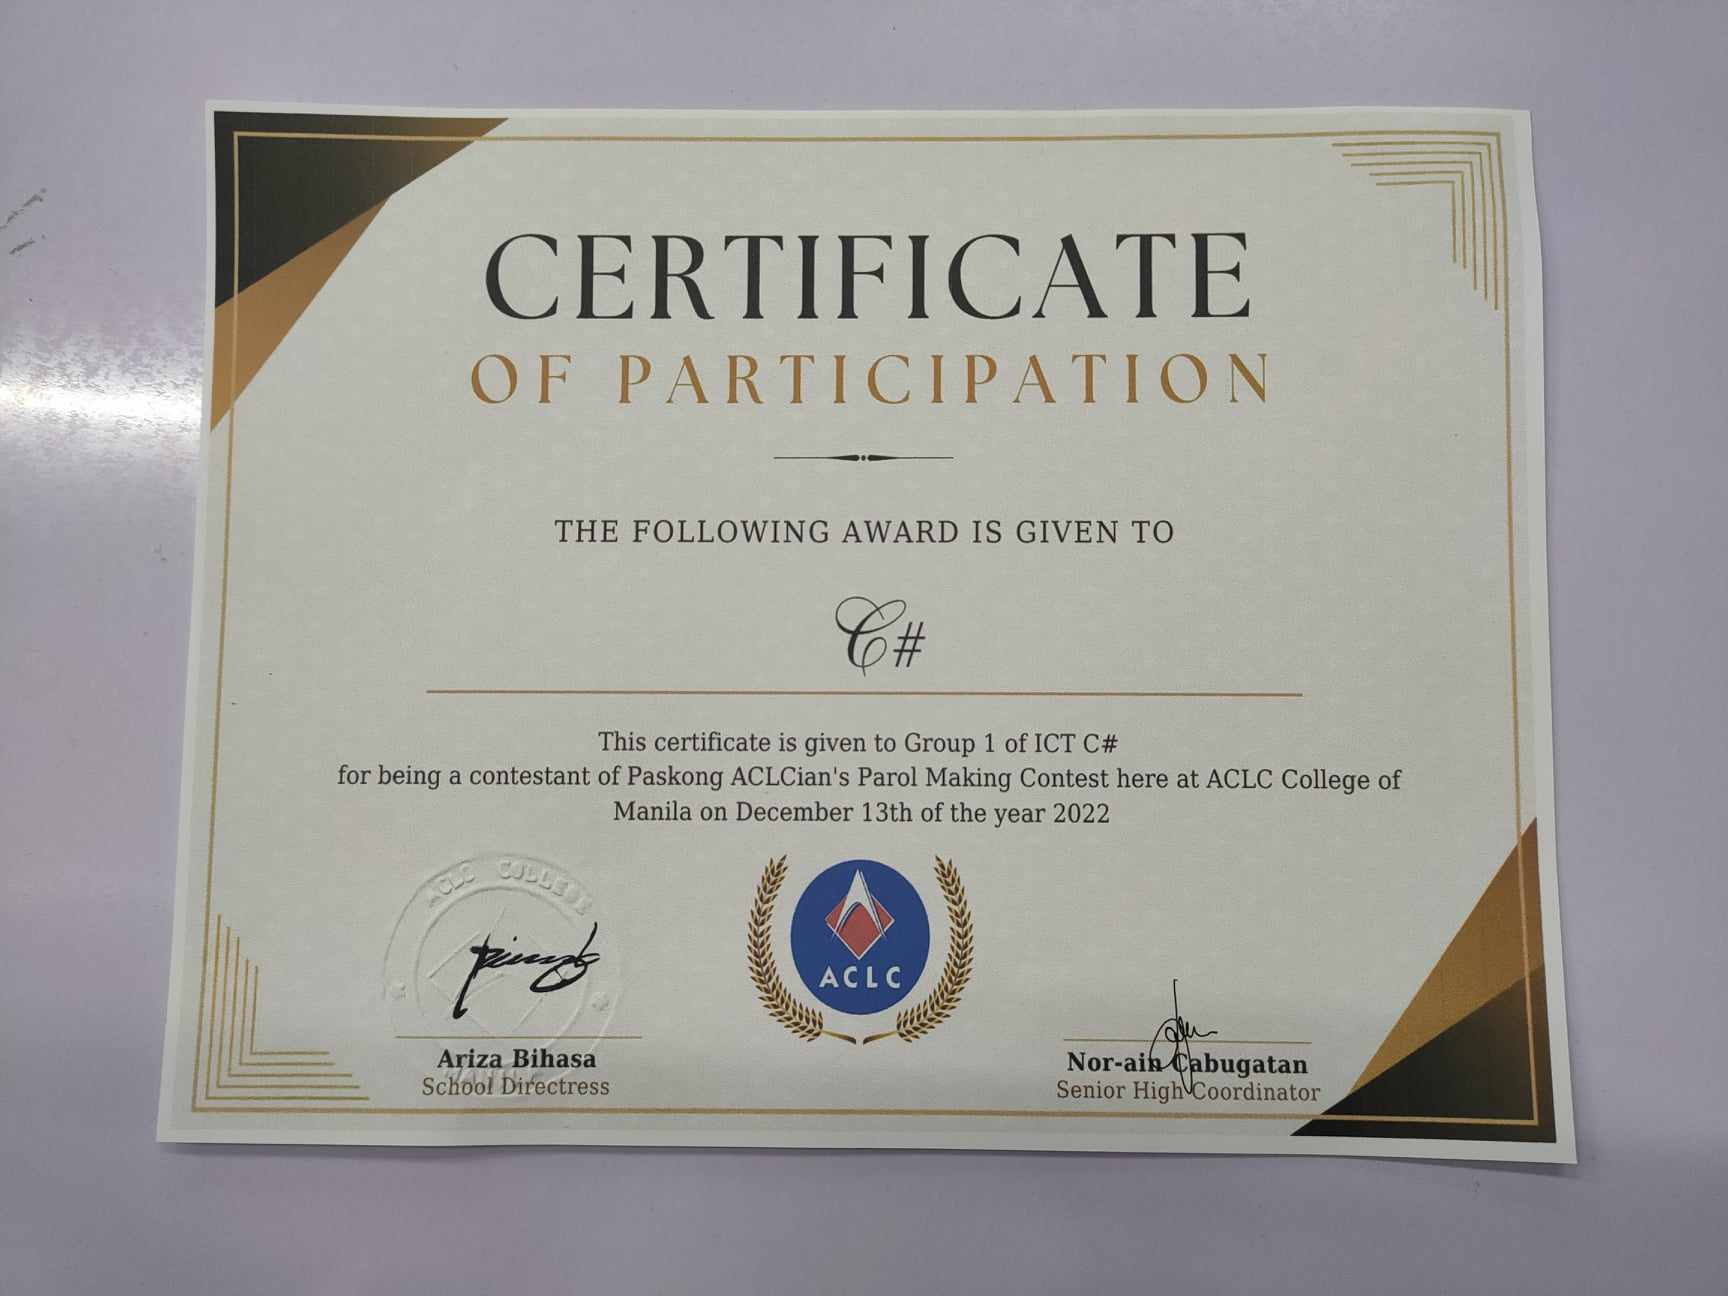 CERTIFICATE
OF PARTICIPATION
THE FOLLOWING AWARD IS GIVEN TO
C#
This certificate is given to Group 1 of ICT C#
for being a contestant of Paskong ACLCian's Parol Making Contest here at ACLC College of
Manila on December 13th of the year 2022
ACLC COLLEGE
ACLC
Ariza Bihasa
School Directress
Nor-ain Cabugatan
Senior High Coordinator